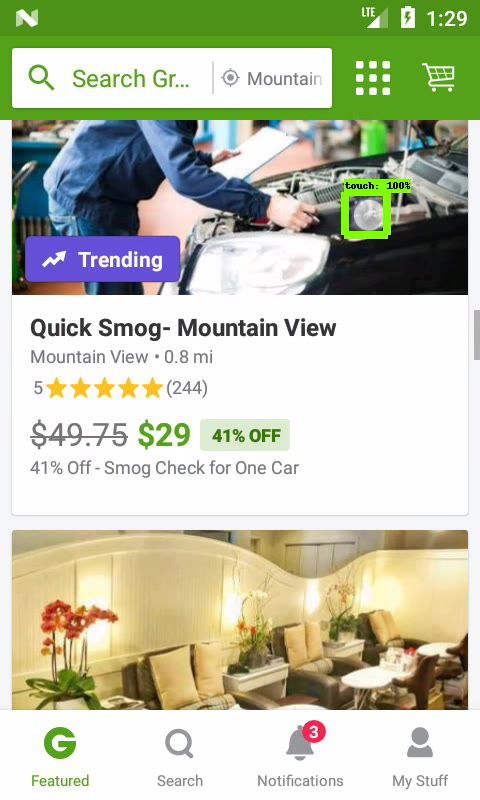 LTE
1:29
Search Gr...
Mountain
touch: 100%
Trending
Quick Smog- Mountain View
Mountain View • 0.8 mi
5 (244)
$49.75 $29 41% OFF
41% Off - Smog Check for One Car
3
Featured
Search
Notifications
My Stuff